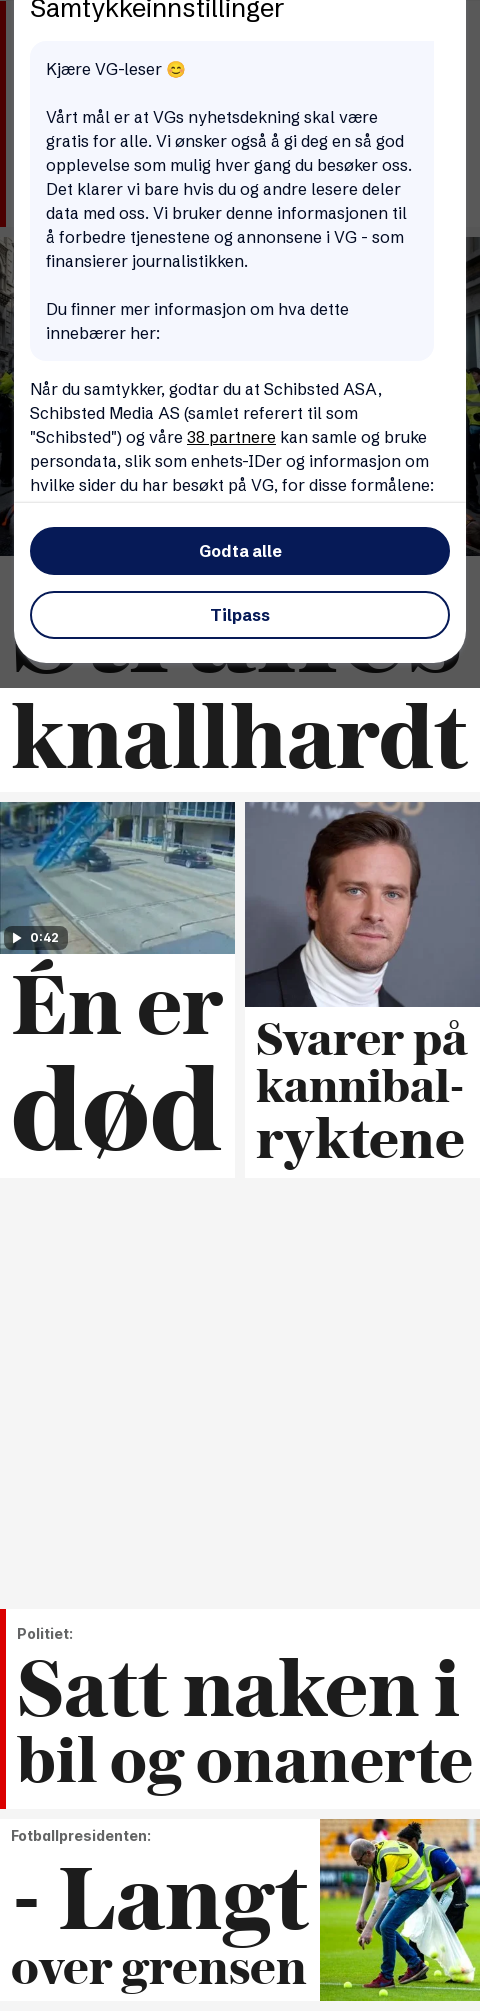 Samtykkeinnstillinger
Kjære VG-leser 😊
Vårt mål er at VGs nyhetsdekning skal være
gratis for alle. Vi ønsker også å gi deg en så god
opplevelse som mulig hver gang du besøker oss.
Det klarer vi bare hvis du og andre lesere deler
data med oss. Vi bruker denne informasjonen til
å forbedre tjenestene og annonsene i VG - som
finansierer journalistikken.
Du finner mer informasjon om hva dette
innebærer her:
Når du samtykker, godtar du at Schibsted ASA,
Schibsted Media AS (samlet referert til som
"Schibsted") og våre 38 partnere kan samle og bruke
persondata, slik som enhets-IDer og informasjon om
hvilke sider du har besøkt på VG, for disse formålene:
Godta alle
Tilpass
knallhardt
0:42
Én er
død
Svarer på
kannibal-
ryktene
Politiet:
Satt naken i
bil og onanerte
Fotballpresidenten:
- Langt
over grensen